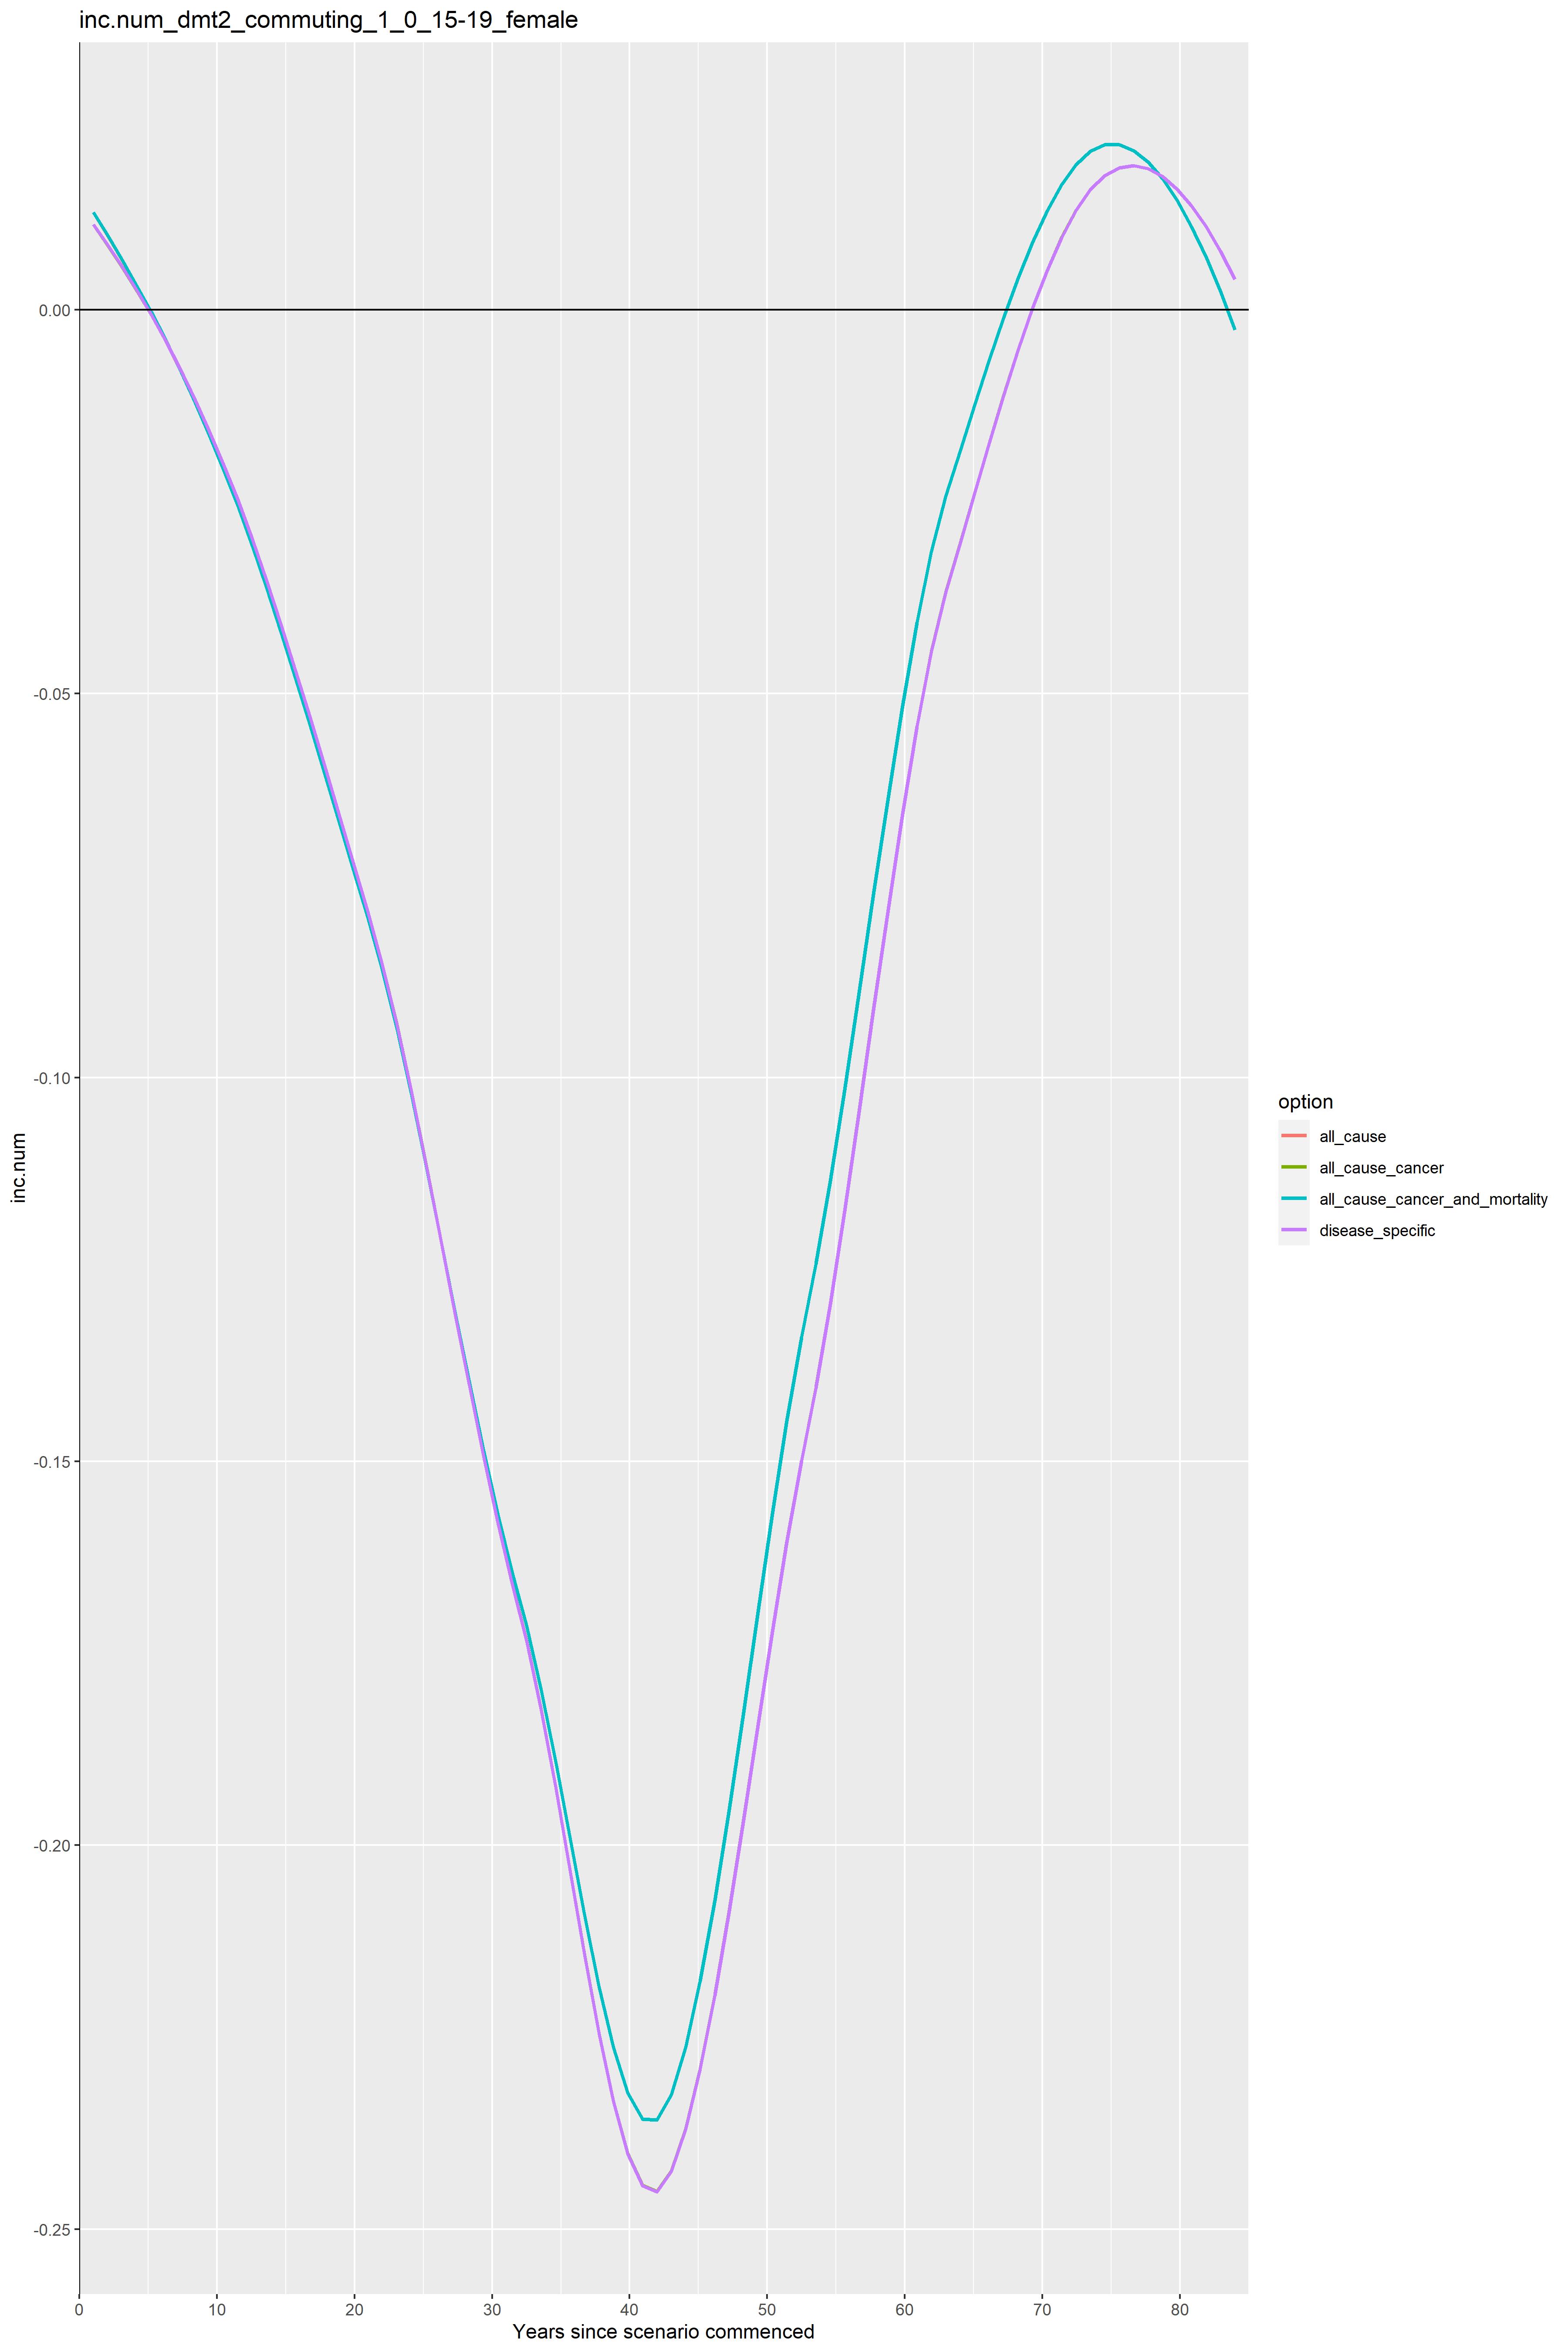 inc.num_dmt2_commuting_1_0_15-19_female
0.00
-0.05
-0.10
-0.15
-0.20
-0.25
inc.num
0 10 20 30 40 50 60 70 80
Years since scenario commenced
option
all_cause
all_cause_cancer
all_cause_cancer_and_mortality
disease_specific